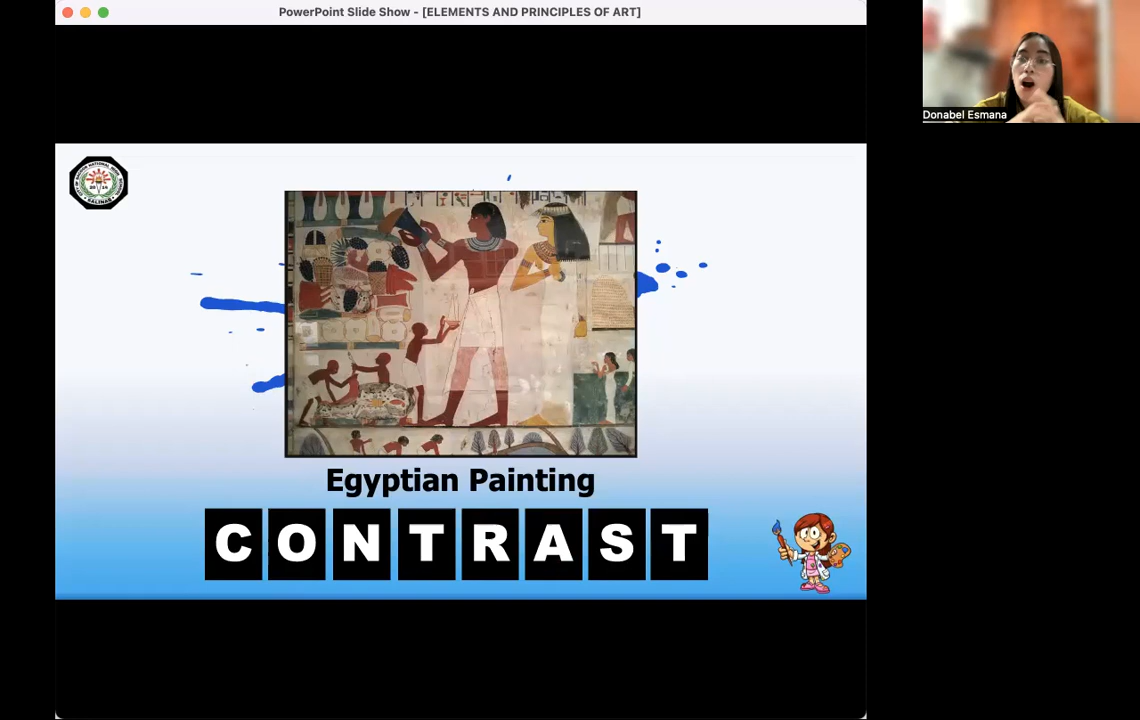 PowerPoint Slide Show - [ELEMENTS AND PRINCIPLES OF ART]
Donabel Esmana
Egyptian Painting
CONTRAST